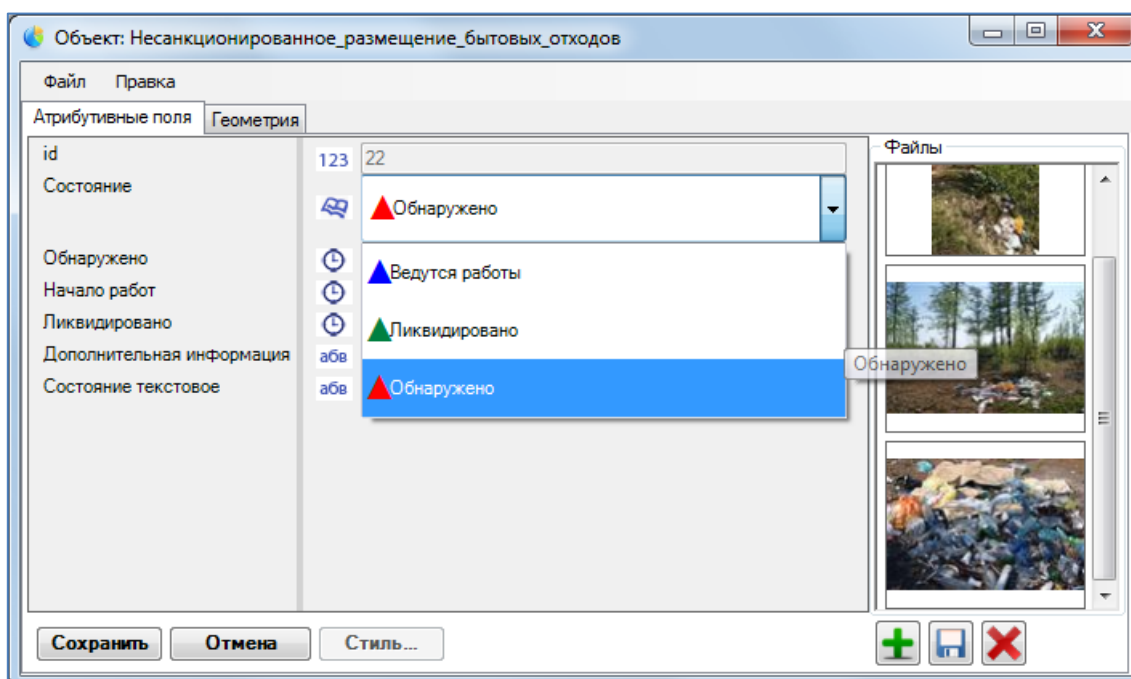 Объект: Несанкционированное_размещение_бытовых_отходов
Файл Правка
Атрибутивные поля Геометрия
id 123 22
Состояние Обнаружено
Обнаружено
Начало работ
Ликвидировано
Дополнительная информация абв
Состояние текстовое абв
Ведутся работы
Ликвидировано
Обнаружено
Файлы
Обнаружено
Сохранить Отмена Стиль...